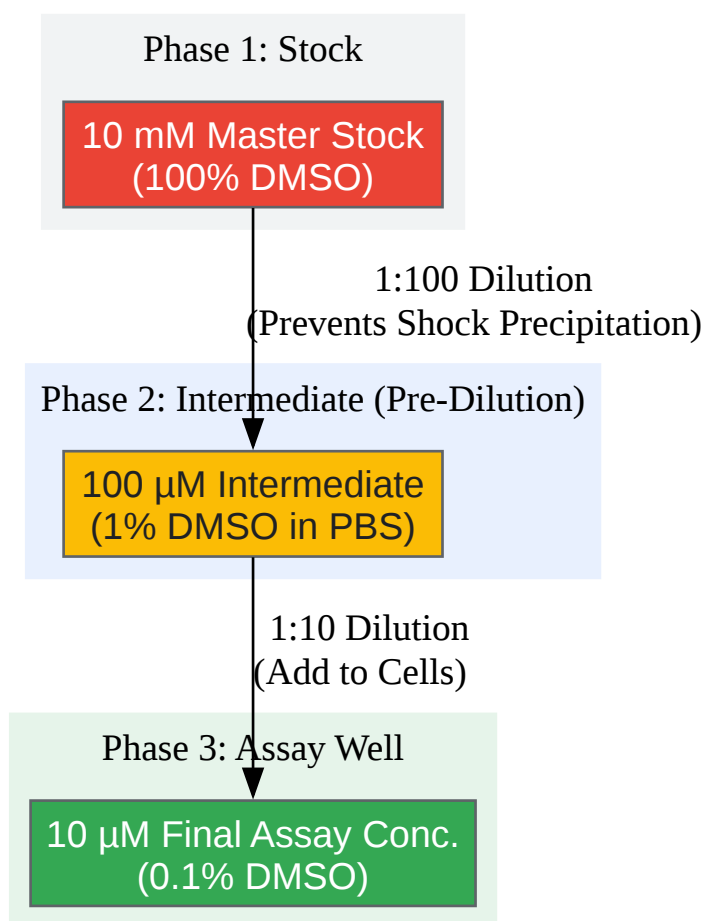 Phase 1: Stock
10 mM Master Stock
(100% DMSO)
1:100 Dilution
(Prevents Shock Precipitation)
Phase 2: Intermediate (Pre-Dilution)
100 µM Intermediate
(1% DMSO in PBS)
1:10 Dilution
(Add to Cells)
Phase 3: Assay Well
10 µM Final Assay Conc.
(0.1% DMSO)